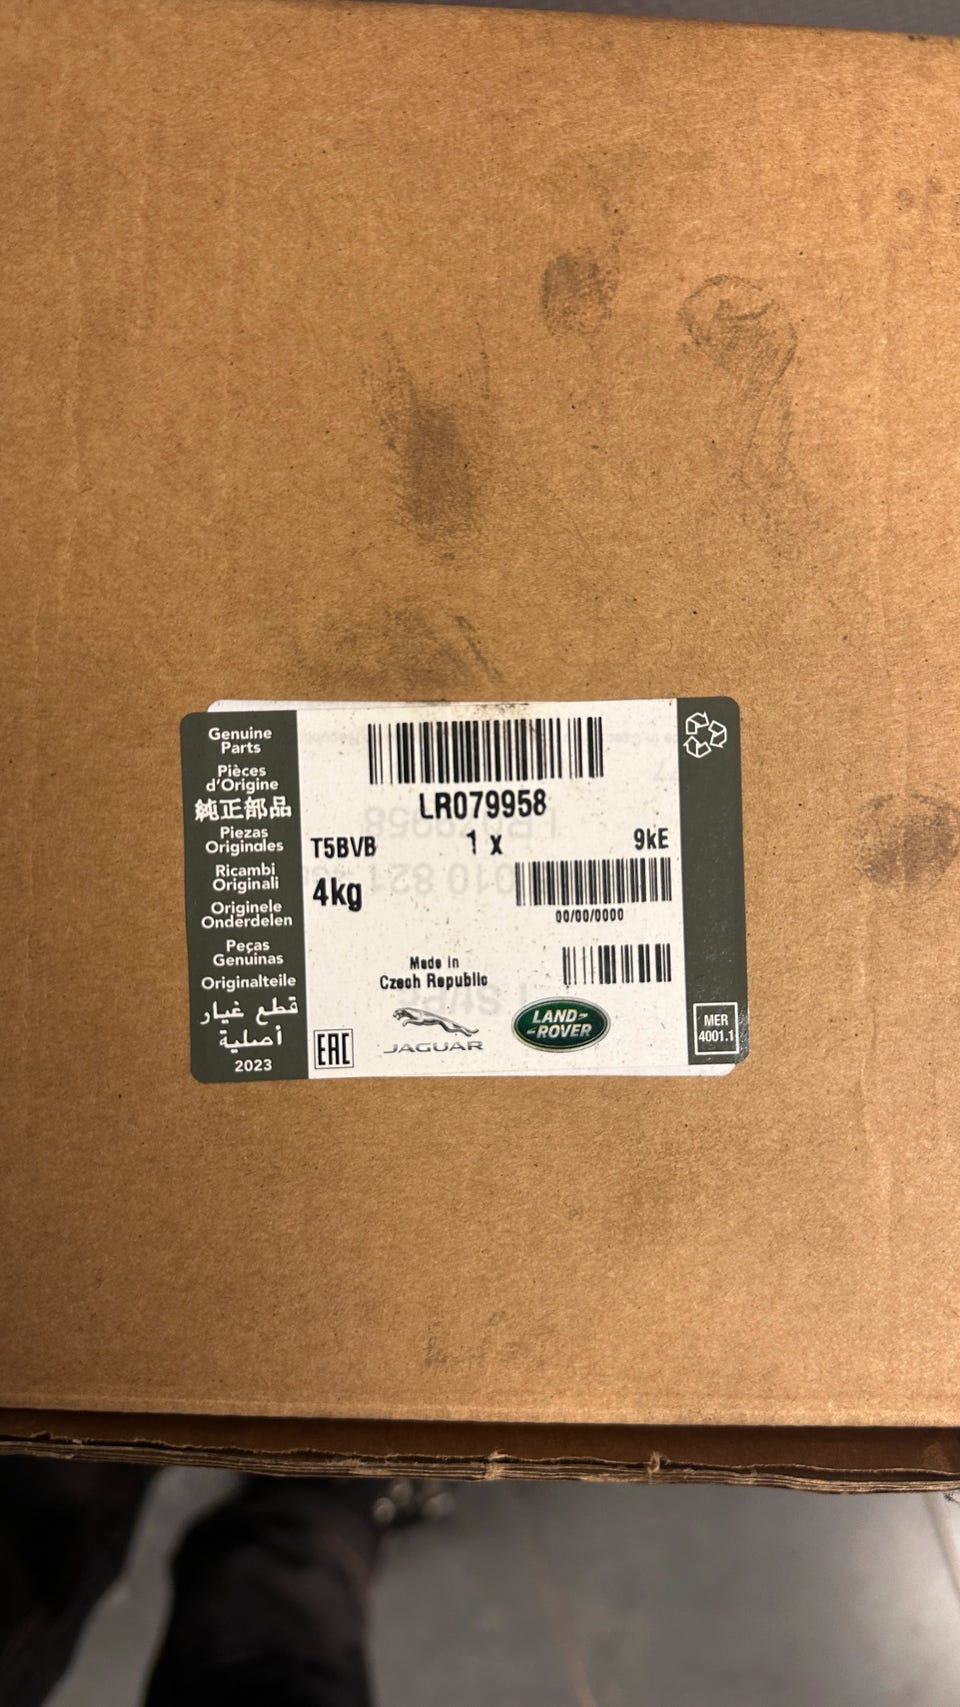 Genuine
Parts
Pièces
d'Origine
純正部品
Piezas
Originales
Ricambi
Originali
Originele
Onderdelen
Peças
Genuinas
Originalteile
قطع غيار
أصلية
2023
LR079958
T5BVB 1 x 9kE
4kg
00/00/0000
Made in
Czech Republic
EAC
JAGUAR
LAND-
-ROVER
MER
4001.1